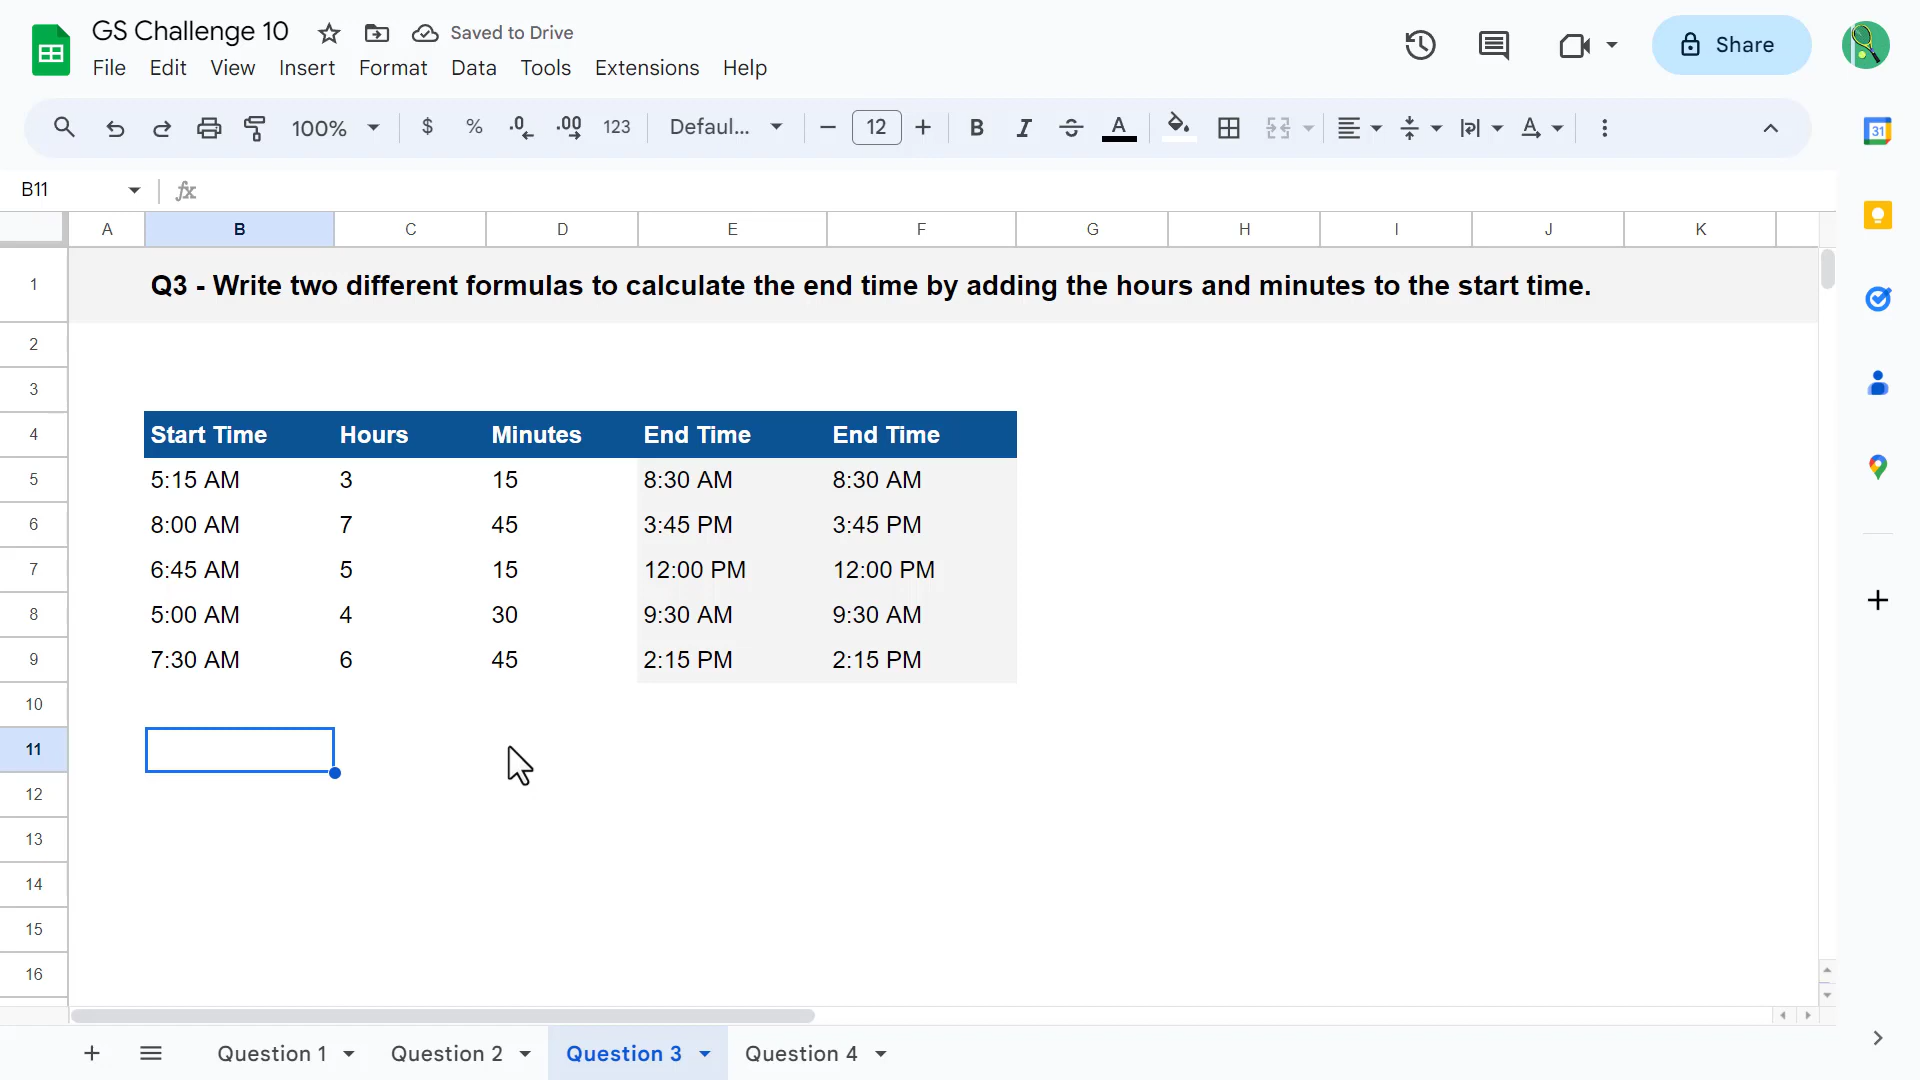 GS Challenge 10 Saved to Drive
File Edit View Insert Format Data Tools Extensions Help
Share
100% $ % .0 .00 123 Defaul... 12 B I A A
31
B11 fx
A B C D E F G H I J K
1 Q3 - Write two different formulas to calculate the end time by adding the hours and minutes to the start time.
2
3
4 Start Time Hours Minutes End Time End Time
5 5:15 AM 3 15 8:30 AM 8:30 AM
6 8:00 AM 7 45 3:45 PM 3:45 PM
7 6:45 AM 5 15 12:00 PM 12:00 PM
8 5:00 AM 4 30 9:30 AM 9:30 AM
9 7:30 AM 6 45 2:15 PM 2:15 PM
10
11
12
13
14
15
16
Question 1 Question 2 Question 3 Question 4